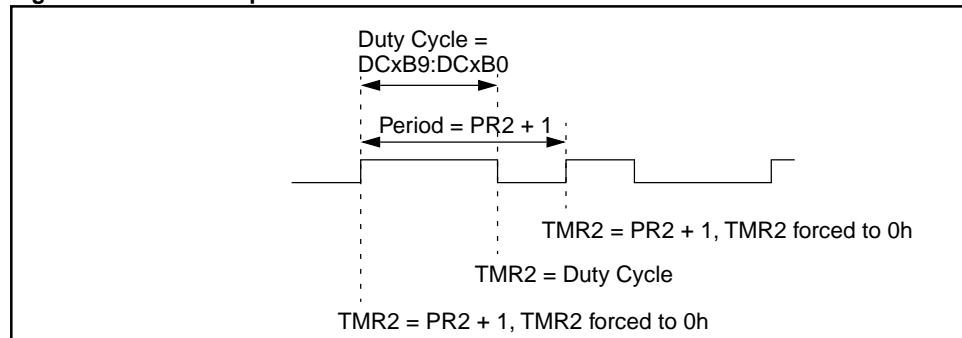 Duty Cycle =
DCxB9:DCxB0
Period = PR2 + 1
TMR2 = PR2 + 1, TMR2 forced to 0h
TMR2 = Duty Cycle
TMR2 = PR2 + 1, TMR2 forced to 0h